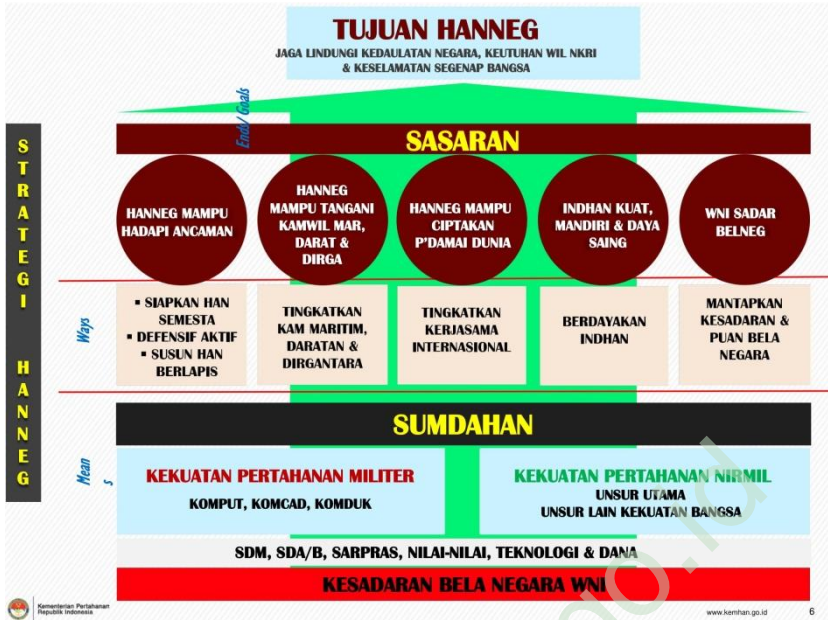 TUJUAN HANNEG
JAGA LINDUNGI KEDAULATAN NEGARA, KEUTUHAN WIL NKRI
& KESELAMATAN SEGENAP BANGSA
STRATEGI HANNEG
Ends/ Goals
SASARAN
HANNEG MAMPU
HADAPI ANCAMAN
HANNEG
MAMPU TANGANI
KAMWIL MAR,
DARAT &
DIRGA
HANNEG MAMPU
CIPTAKAN
P'DAMAI DUNIA
INDHAN KUAT,
MANDIRI & DAYA
SAING
WNI SADAR
BELNEG
Ways
▪ SIAPKAN HAN
SEMESTA
▪ DEFENSIF AKTIF
▪ SUSUN HAN
BERLAPIS
TINGKATKAN
KAM MARITIM,
DARATAN &
DIRGANTARA
TINGKATKAN
KERJASAMA
INTERNASIONAL
BERDAYAKAN
INDHAN
MANTAPKAN
KESADARAN &
PUAN BELA
NEGARA
SUMDAHAN
Mean
s
KEKUATAN PERTAHANAN MILITER
KOMPUT, KOMCAD, KOMDUK
KEKUATAN PERTAHANAN NIRMIL
UNSUR UTAMA
UNSUR LAIN KEKUATAN BANGSA
SDM, SDA/B, SARPRAS, NILAI-NILAI, TEKNOLOGI & DANA
KESADARAN BELA NEGARA WNI
Kementerian Pertahanan
Republik Indonesia
www.kemhan.go.id
6
go.id